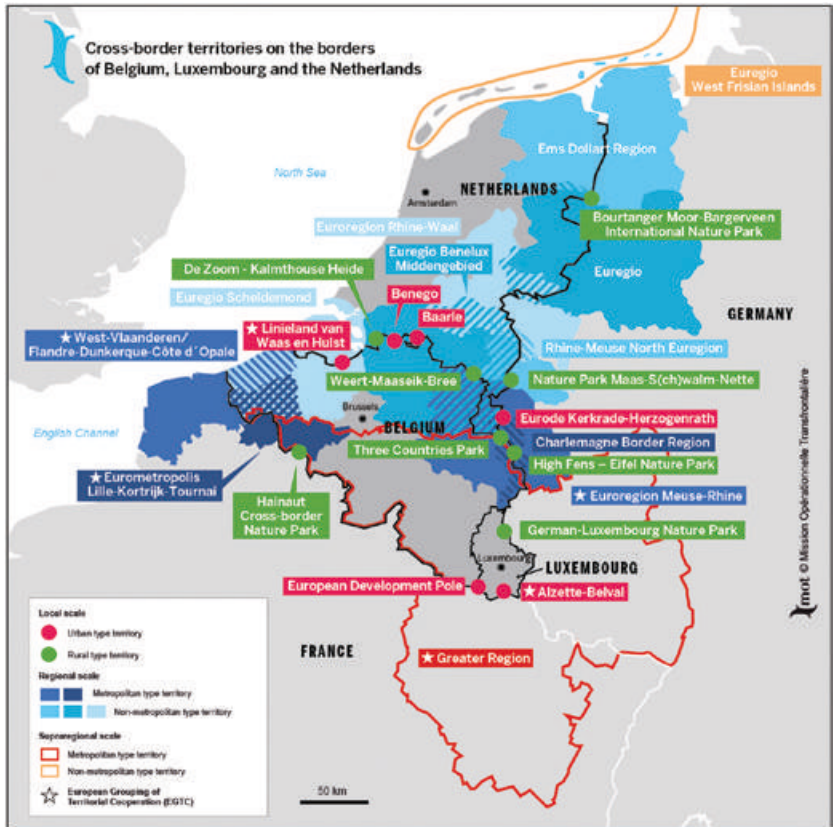 Cross-border territories on the borders
of Belgium, Luxembourg and the Netherlands
Euregio
West Frisian Islands
North Sea
Ems Dollart Region
NETHERLANDS
Amsterdam
Bourtanger Moor-Bargerveen
International Nature Park
Euroregion Rhine-Waal
Euregio Benelux
Middengebied
De Zoom - Kalmthouse Heide
Euregio
Euregio Scheldemond
Benego
GERMANY
Baarle
Linieland van
Waas en Hulst
West-Vlaanderen/
Flandre-Dunkerque-Côte d´Opale
Rhine-Meuse North Euregion
Weert-Maaseik-Bree
Nature Park Maas-S(ch)walm-Nette
Brussels
Eurode Kerkrade-Herzogenrath
BELGIUM
English Channel
Charlemagne Border Region
Three Countries Park
High Fens – Eifel Nature Park
Eurometropolis
Lille-Kortrijk-Tournai
Euroregion Meuse-Rhine
Hainaut
Cross-border
Nature Park
German-Luxembourg Nature Park
Luxembourg
LUXEMBOURG
European Development Pole
Alzette-Belval
FRANCE
Greater Region
Local scale
Urban type territory
Rural type territory
Regional scale
Metropolitan type territory
Non-metropolitan type territory
Supraregional scale
Metropolitan type territory
Non-metropolitan type territory
European Grouping of
Territorial Cooperation (EGTC)
50 km
mot © Mission Opérationnelle Transfrontalière